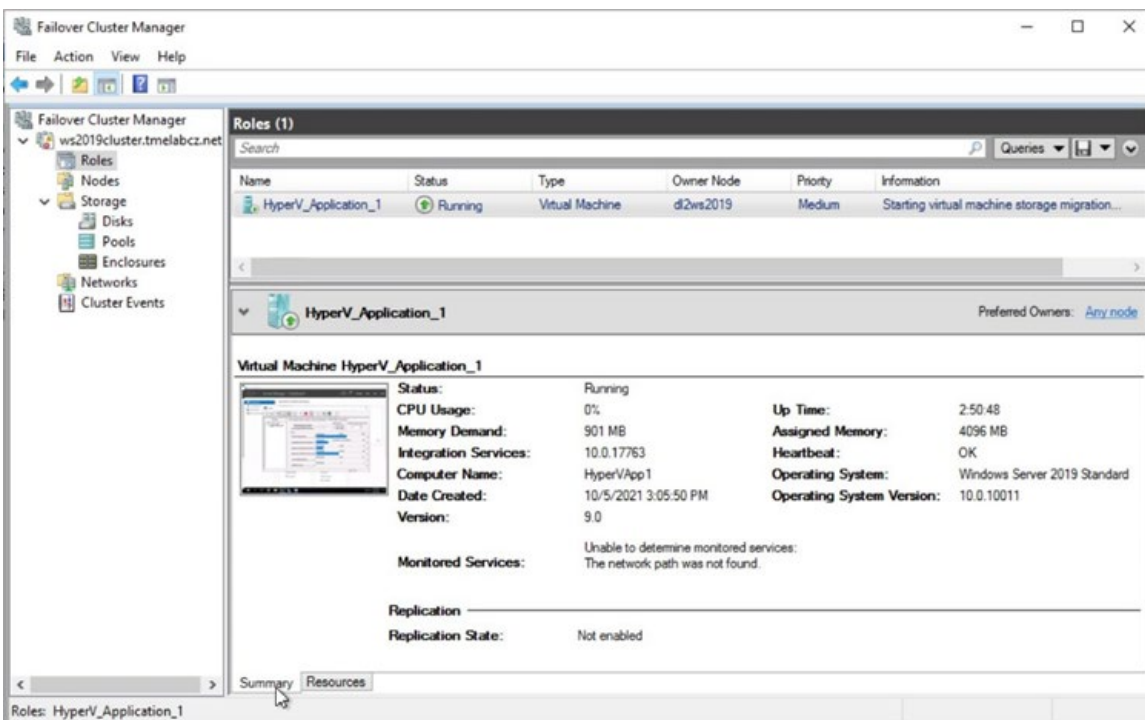 Failover Cluster Manager
File Action View Help
Failover Cluster Manager
ws2019cluster.tmelabcz.net
Roles
Nodes
Storage
Disks
Pools
Enclosures
Networks
Cluster Events
Roles (1)
Search
Queries
Name Status Type Owner Node Priority Information
HyperV_Application_1 Running Virtual Machine dl2ws2019 Medium Starting virtual machine storage migration...
HyperV_Application_1 Preferred Owners: Any node
Virtual Machine HyperV_Application_1
Status: Running
CPU Usage: 0% Up Time: 2:50:48
Memory Demand: 901 MB Assigned Memory: 4096 MB
Integration Services: 10.0.17763 Heartbeat: OK
Computer Name: HyperVApp1 Operating System: Windows Server 2019 Standard
Date Created: 10/5/2021 3:05:50 PM Operating System Version: 10.0.10011
Version: 9.0
Monitored Services: Unable to determine monitored services:
The network path was not found.
Replication
Replication State: Not enabled
Summary Resources
Roles: HyperV_Application_1